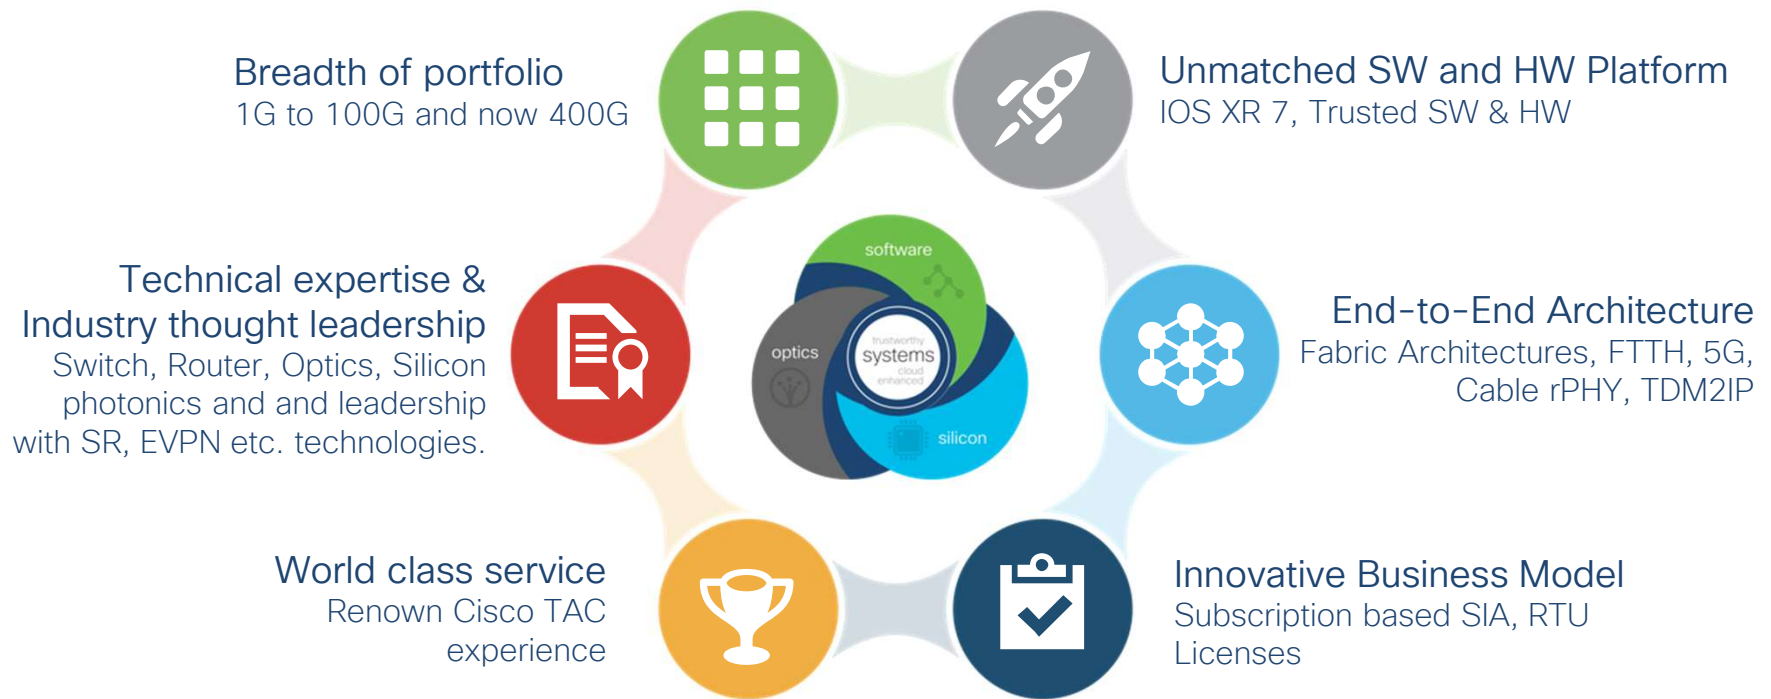 Breadth of portfolio
1G to 100G and now 400G
Unmatched SW and HW Platform
IOS XR 7, Trusted SW & HW
Technical expertise &
Industry thought leadership
Switch, Router, Optics, Silicon
photonics and and leadership
with SR, EVPN etc. technologies.
software
optics
trustworthy
systems
cloud
enhanced
silicon
End-to-End Architecture
Fabric Architectures, FTTH, 5G,
Cable rPHY, TDM2IP
World class service
Renown Cisco TAC
experience
Innovative Business Model
Subscription based SIA, RTU
Licenses